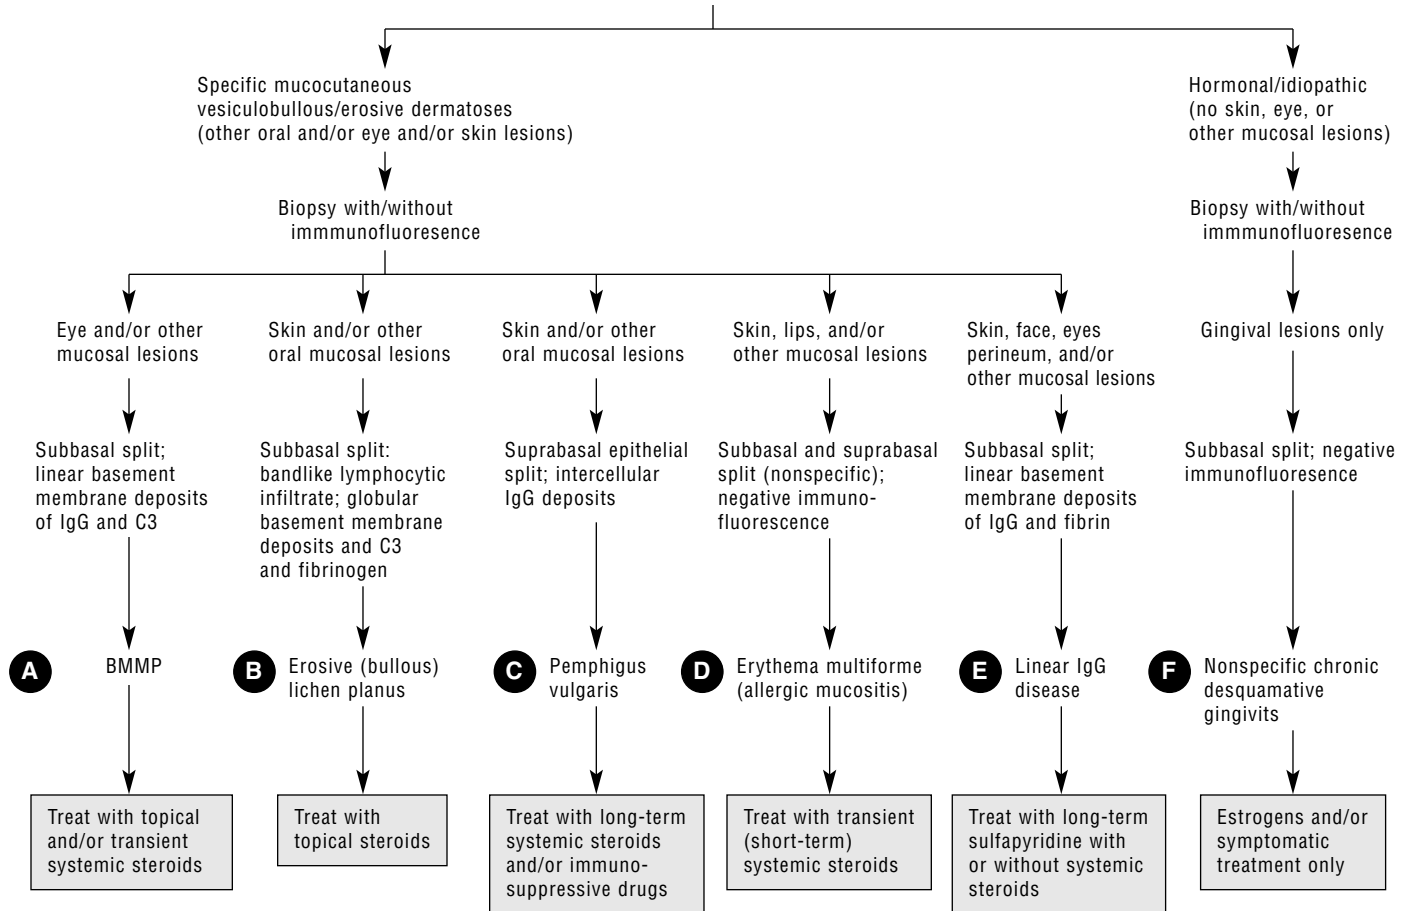 Specific mucocutaneous
vesiculobullous/erosive dermatoses
(other oral and/or eye and/or skin lesions)
Hormonal/idiopathic
(no skin, eye, or
other mucosal lesions)
Biopsy with/without
immmunofluoresence
Biopsy with/without
immmunofluoresence
Eye and/or other
mucosal lesions
Skin and/or other
oral mucosal lesions
Skin and/or other
oral mucosal lesions
Skin, lips, and/or
other mucosal lesions
Skin, face, eyes
perineum, and/or
other mucosal lesions
Gingival lesions only
Subbasal split;
linear basement
membrane deposits
of IgG and C3
Subbasal split:
bandlike lymphocytic
infiltrate; globular
basement membrane
deposits and C3
and fibrinogen
Suprabasal epithelial
split; intercellular
IgG deposits
Subbasal and suprabasal
split (nonspecific);
negative immuno-
fluorescence
Subbasal split;
linear basement
membrane deposits
of IgG and fibrin
Subbasal split; negative
immunofluoresence
A
BMMP
B
Erosive (bullous)
lichen planus
C
Pemphigus
vulgaris
D
Erythema multiforme
(allergic mucositis)
E
Linear IgG
disease
F
Nonspecific chronic
desquamative
gingivits
Treat with topical
and/or transient
systemic steroids
Treat with
topical steroids
Treat with long-term
systemic steroids
and/or immuno-
suppressive drugs
Treat with transient
(short-term)
systemic steroids
Treat with long-term
sulfapyridine with
or without systemic
steroids
Estrogens and/or
symptomatic
treatment only